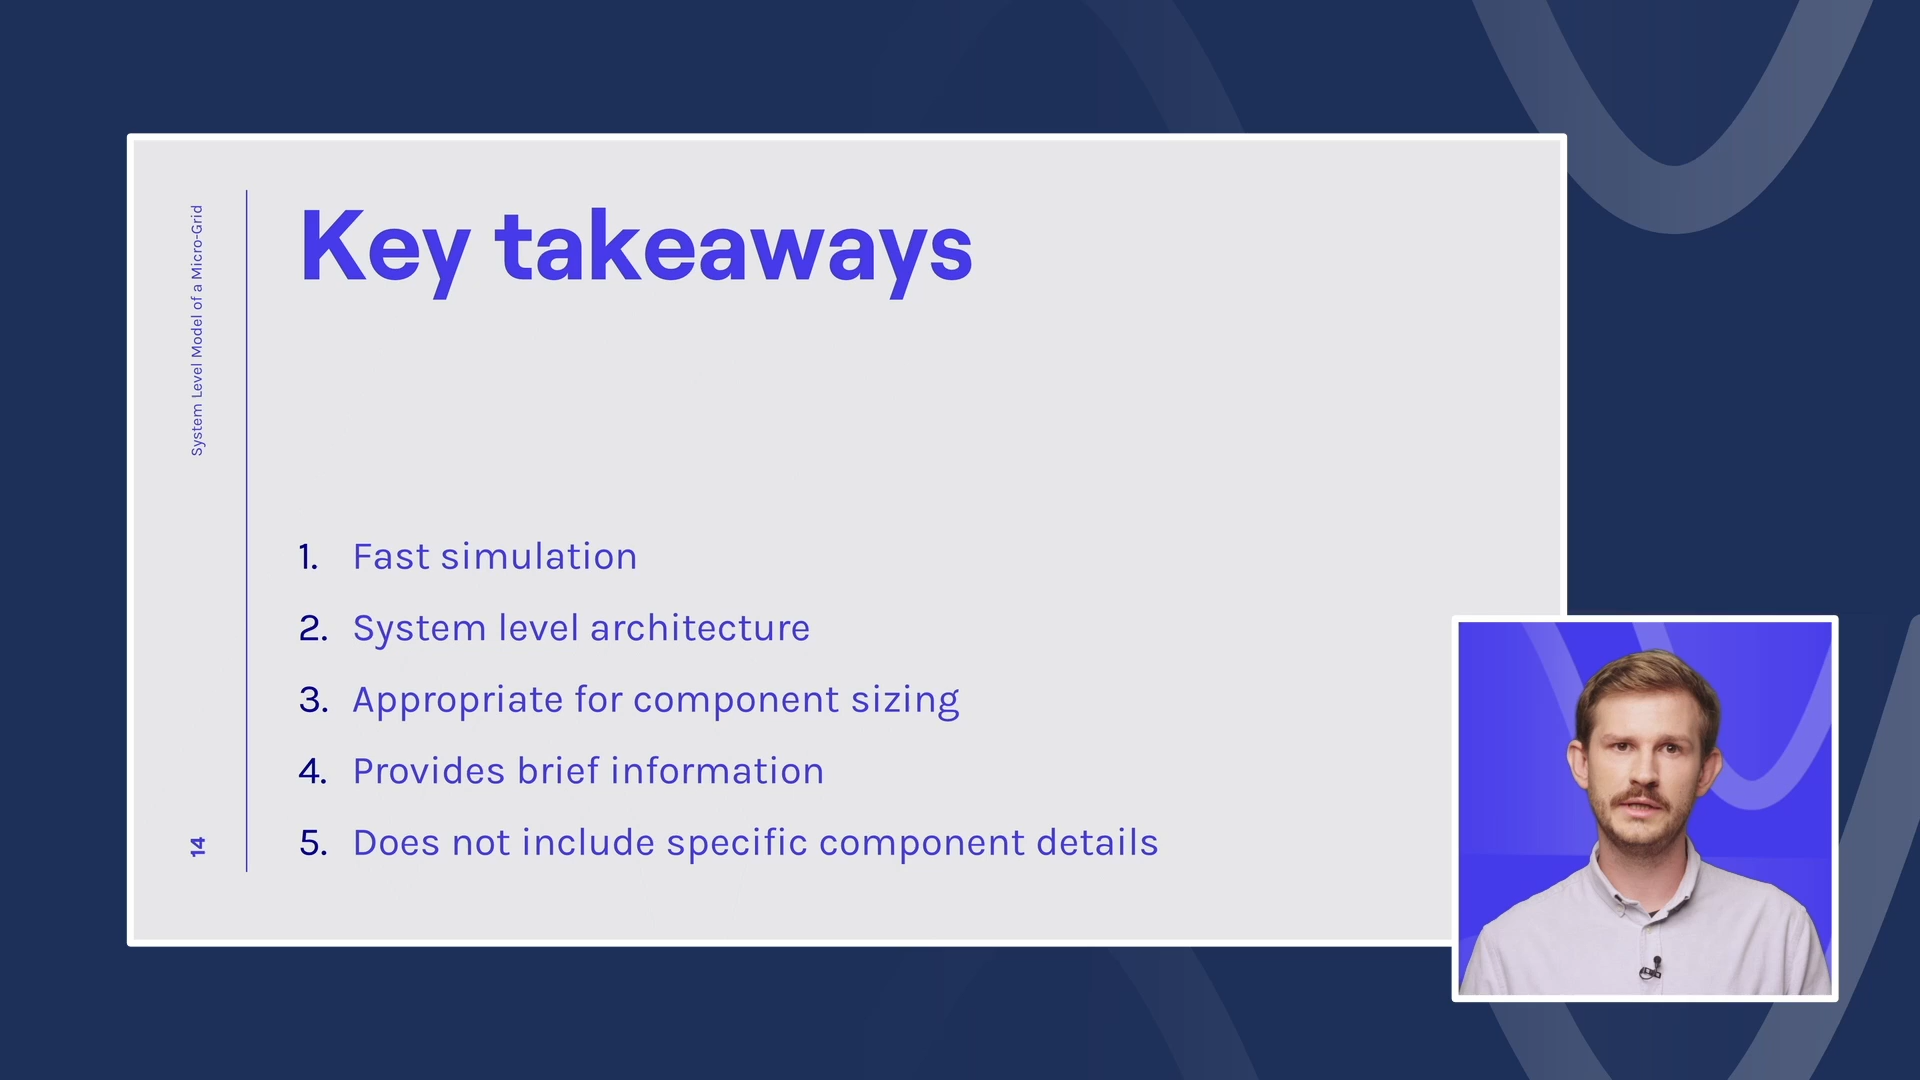 System Level Model of a Micro-Grid
14
Key takeaways
1. Fast simulation
2. System level architecture
3. Appropriate for component sizing
4. Provides brief information
5. Does not include specific component details